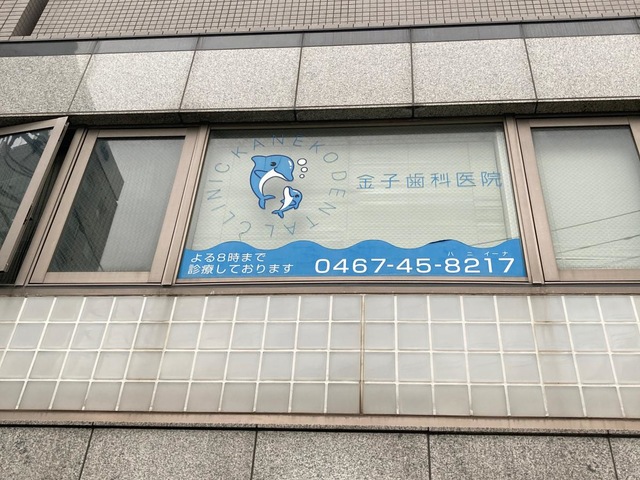 KANEKO DENTAL CLINIC
金子歯科医院
よる8時まで
診療しております
ハニ イーナ
0467-45-8217